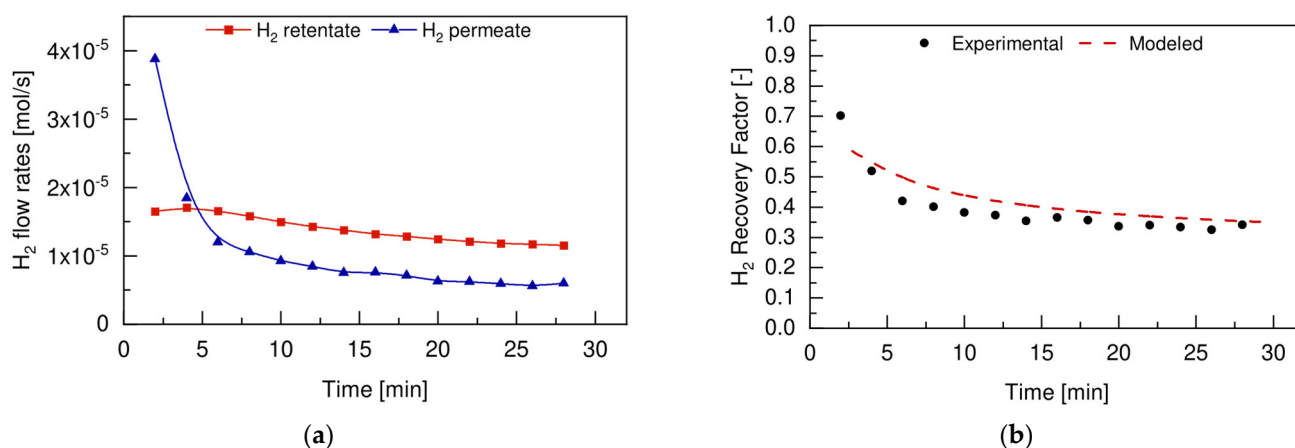 H₂ retentate H₂ permeate
4x10⁻⁵
3x10⁻⁵
2x10⁻⁵
1x10⁻⁵
0
H₂ flow rates [mol/s]
0 5 10 15 20 25 30
Time [min]
(a)
Experimental Modeled
1.0
0.9
0.8
0.7
0.6
0.5
0.4
0.3
0.2
0.1
0.0
H₂ Recovery Factor [-]
0 5 10 15 20 25 30
Time [min]
(b)